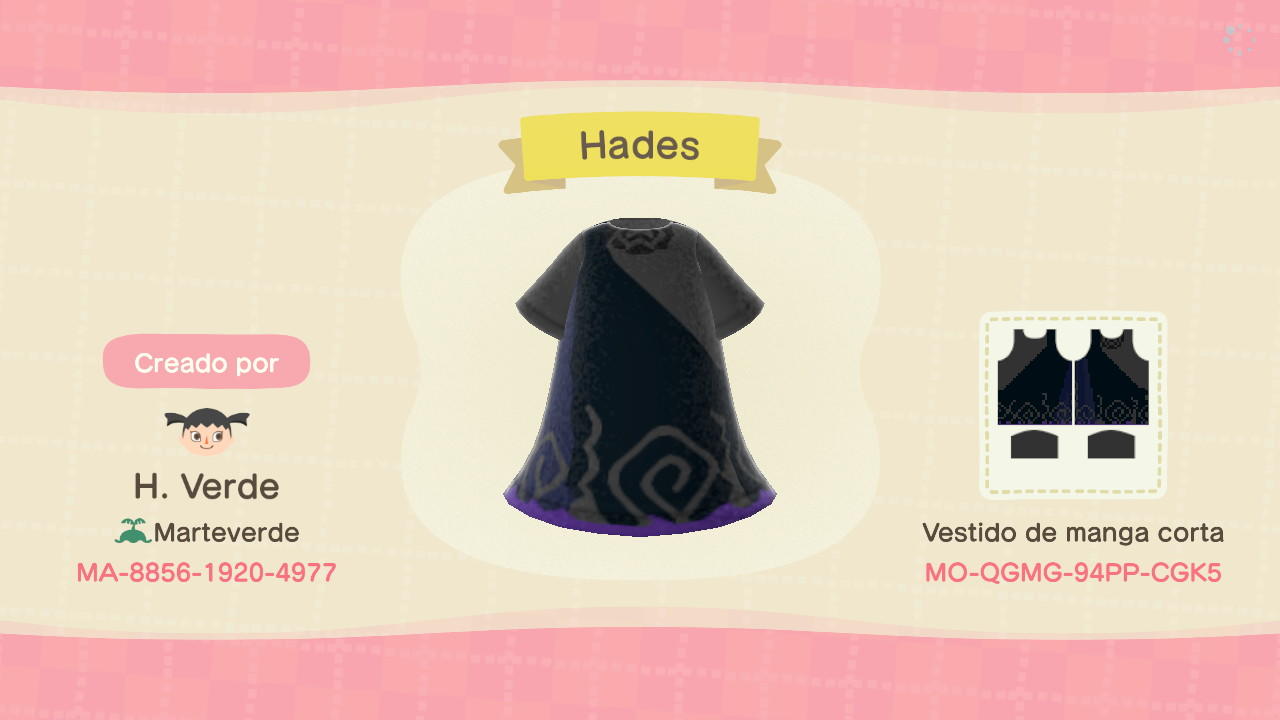 Hades
Creado por
H. Verde
Marteverde
MA-8856-1920-4977
Vestido de manga corta
MO-QGMG-94PP-CGK5